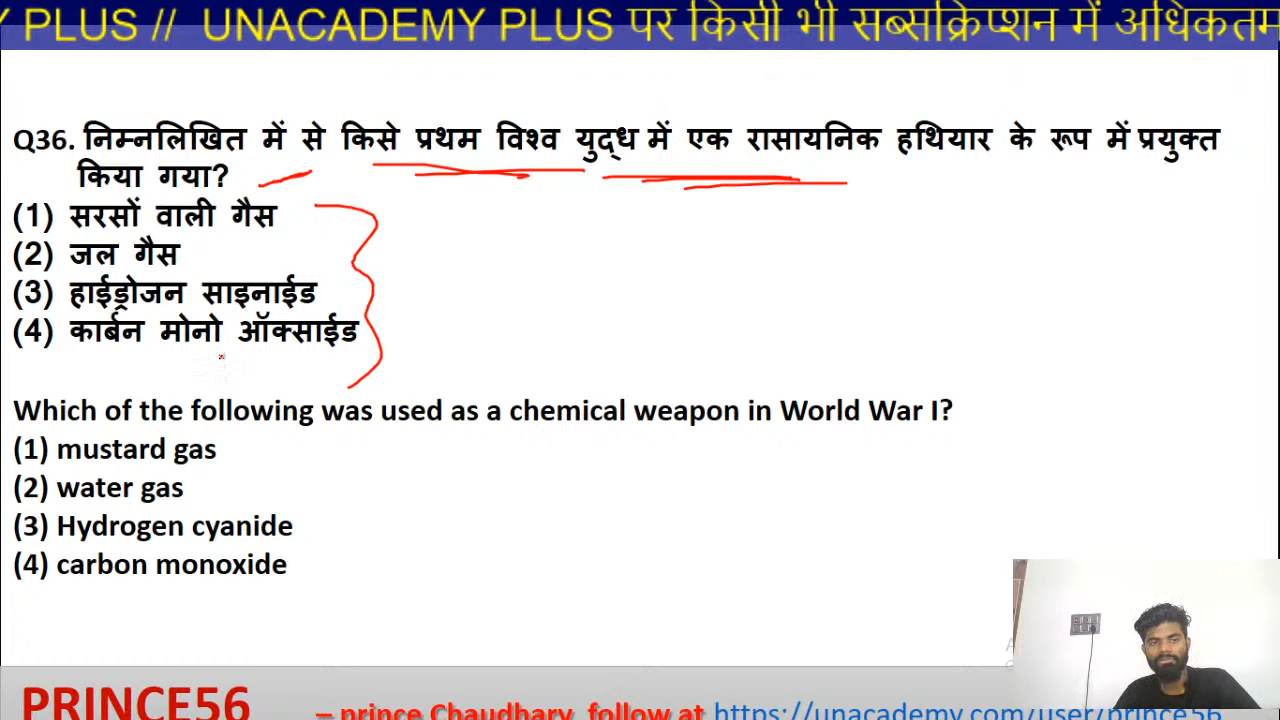 Y PLUS // UNACADEMY PLUS पर किसी भी सब्सक्रिप्शन में अधिकतम
Q36. निम्नलिखित में से किसे प्रथम विश्व युद्ध में एक रासायनिक हथियार के रूप में प्रयुक्त
किया गया?
(1) सरसों वाली गैस
(2) जल गैस
(3) हाईड्रोजन साइनाईड
(4) कार्बन मोनो ऑक्साईड
Which of the following was used as a chemical weapon in World War I?
(1) mustard gas
(2) water gas
(3) Hydrogen cyanide
(4) carbon monoxide
PRINCE56 – prince Chaudhary follow at https://unacademy.com/user/prince56